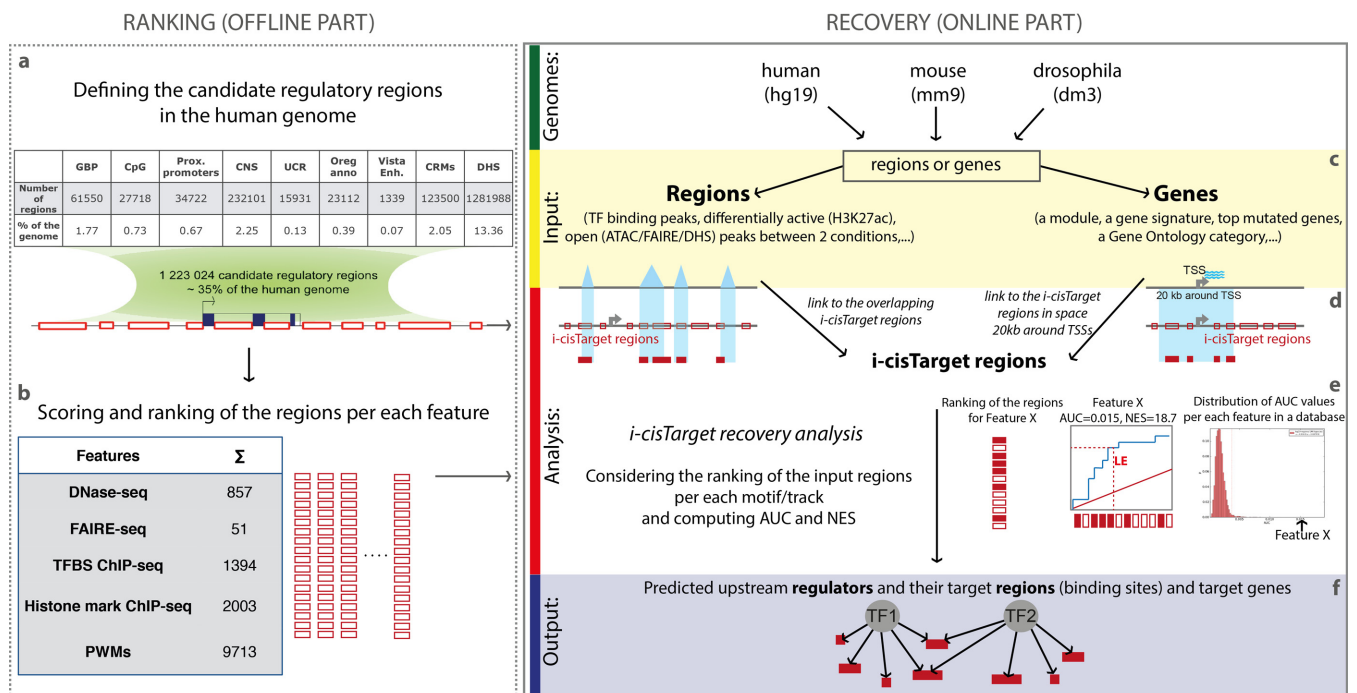 RANKING (OFFLINE PART)
a
Defining the candidate regulatory regions
in the human genome
GBP CpG Prox. promoters CNS UCR Oreg anno Vista Enh. CRMs DHS
Number of regions 61550 27718 34722 232101 15931 23112 1339 123500 1281988
% of the genome 1.77 0.73 0.67 2.25 0.13 0.39 0.07 2.05 13.36
1 223 024 candidate regulatory regions
~ 35% of the human genome
b
Scoring and ranking of the regions per each feature
Features Σ
DNase-seq 857
FAIRE-seq 51
TFBS ChIP-seq 1394
Histone mark ChIP-seq 2003
PWMs 9713
....
RECOVERY (ONLINE PART)
Genomes:
human
(hg19)
mouse
(mm9)
drosophila
(dm3)
Input:
c
regions or genes
Regions
(TF binding peaks, differentially active (H3K27ac),
open (ATAC/FAIRE/DHS) peaks between 2 conditions,...)
Genes
(a module, a gene signature, top mutated genes,
a Gene Ontology category,...)
TSS
Analysis:
d
20 kb around TSS
i-cisTarget regions
link to the overlapping
i-cisTarget regions
link to the i-cisTarget
regions in space
20kb around TSSs
i-cisTarget regions
i-cisTarget regions
e
i-cisTarget recovery analysis
Considering the ranking of the input regions
per each motif/track
and computing AUC and NES
Ranking of the regions
for Feature X
Feature X
AUC=0.015, NES=18.7
LE
Distribution of AUC values
per each feature in a database
AUC
Feature X
Output:
f
Predicted upstream regulators and their target regions (binding sites) and target genes
TF1
TF2